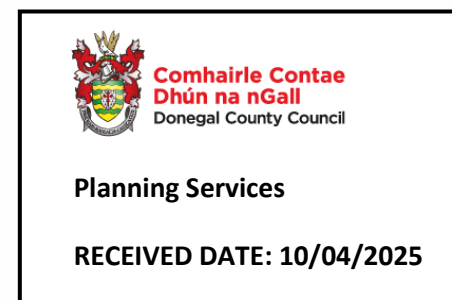 Comhairle Contae
Dhún na nGall
Donegal County Council
Planning Services
RECEIVED DATE: 10/04/2025